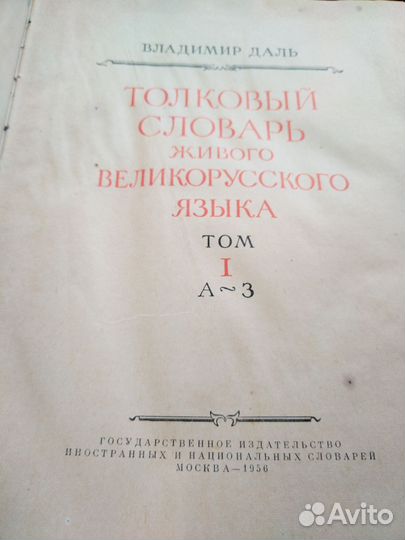 ВЛАДИМИР ДАЛЬ
ТОЛКОВЫЙ
СЛОВАРЬ
ЖИВОГО
ВЕЛИКОРУССКОГО
ЯЗЫКА
ТОМ
I
А~З
ГОСУДАРСТВЕННОЕ ИЗДАТЕЛЬСТВО
ИНОСТРАННЫХ И НАЦИОНАЛЬНЫХ СЛОВАРЕЙ
МОСКВА—1956
Avito